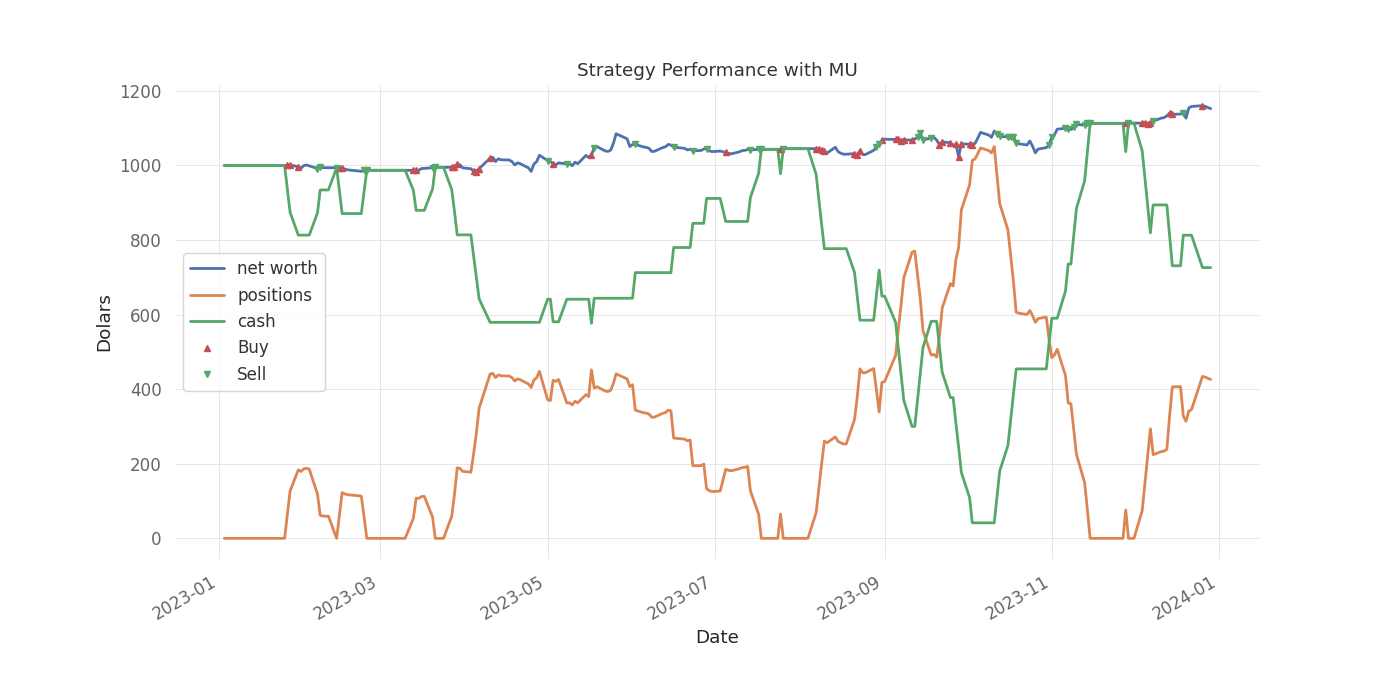 Strategy Performance with MU
1200
1000
800
600
400
200
0
Dolars
net worth
positions
cash
Buy
Sell
2023-01
2023-03
2023-05
2023-07
2023-09
2023-11
2024-01
Date